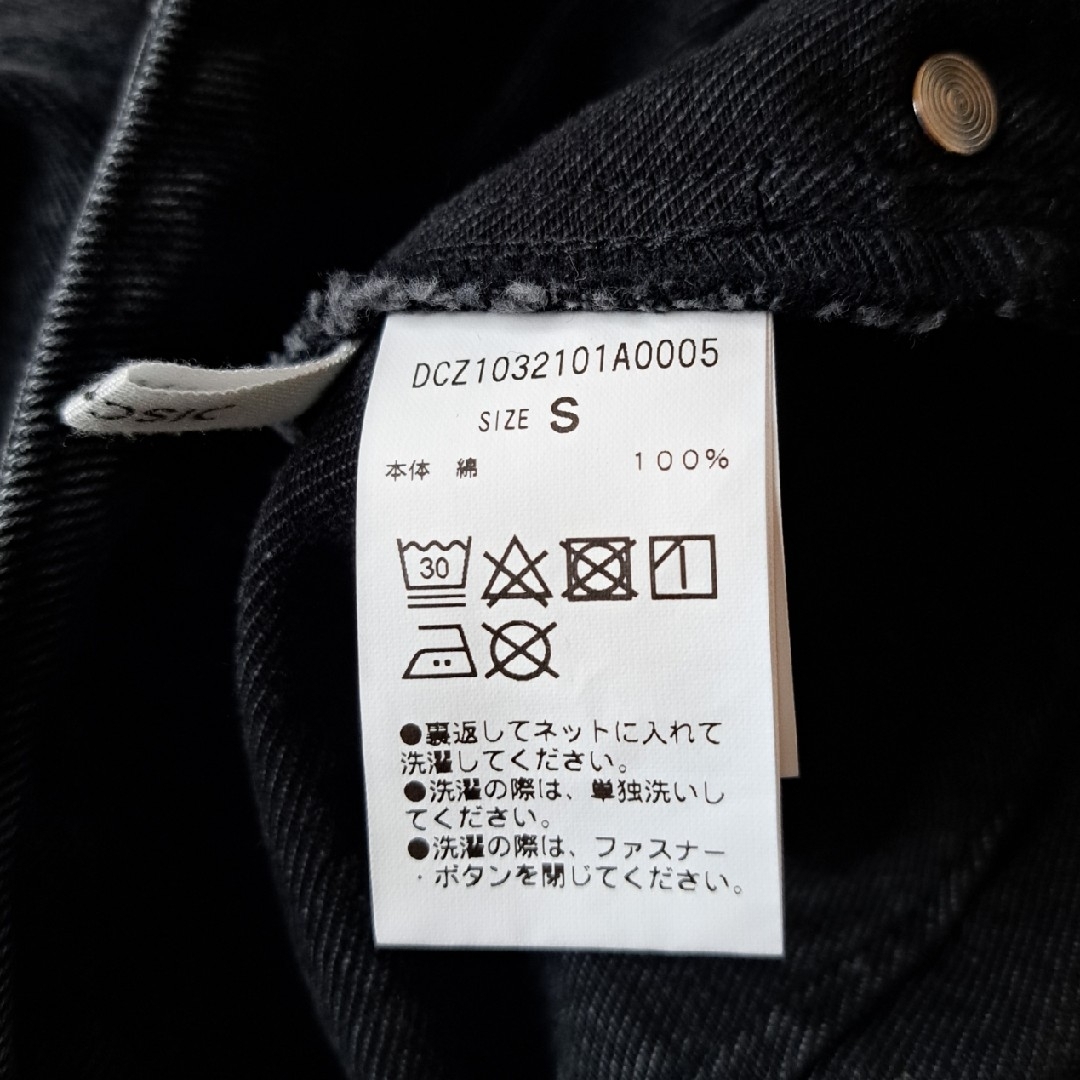 DCZ1032101A0005
SIZE S
本体 綿 100%
30
●裏返してネットに入れて
洗濯してください。
●洗濯の際は、単独洗いし
てください。
●洗濯の際は、ファスナー
・ボタンを閉じてください。